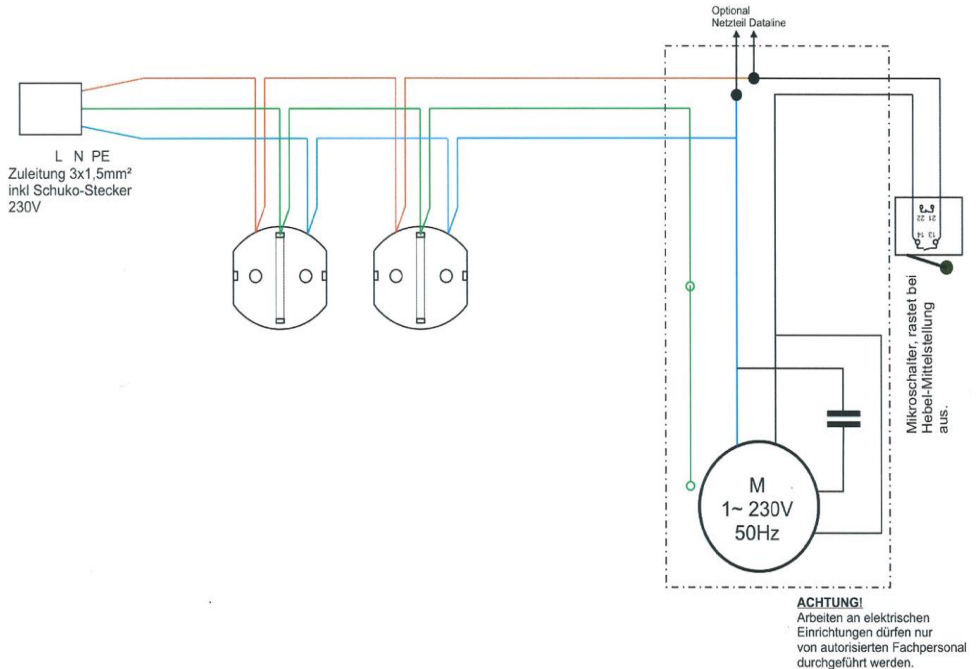 Optional
Netzteil Dataline
L N PE
Zuleitung 3x1,5mm²
inkl Schuko-Stecker
230V
21 22
13 14
Mikroschalter, rastet bei
Hebel-Mittelstellung
aus.
M
1~ 230V
50Hz
ACHTUNG!
Arbeiten an elektrischen
Einrichtungen dürfen nur
von autorisierten Fachpersonal
durchgeführt werden.